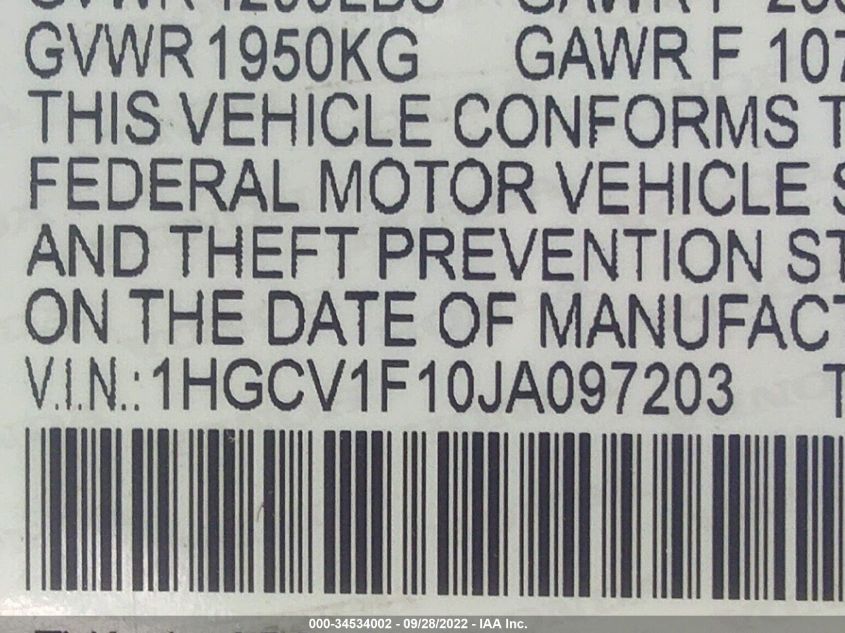 GVWR 1950KG GAWR F 107
THIS VEHICLE CONFORMS T
FEDERAL MOTOR VEHICLE S
AND THEFT PREVENTION ST
ON THE DATE OF MANUFACT
V.I.N.: 1HGCV1F10JA097203 T
000-34534002 - 09/28/2022 - IAA Inc.